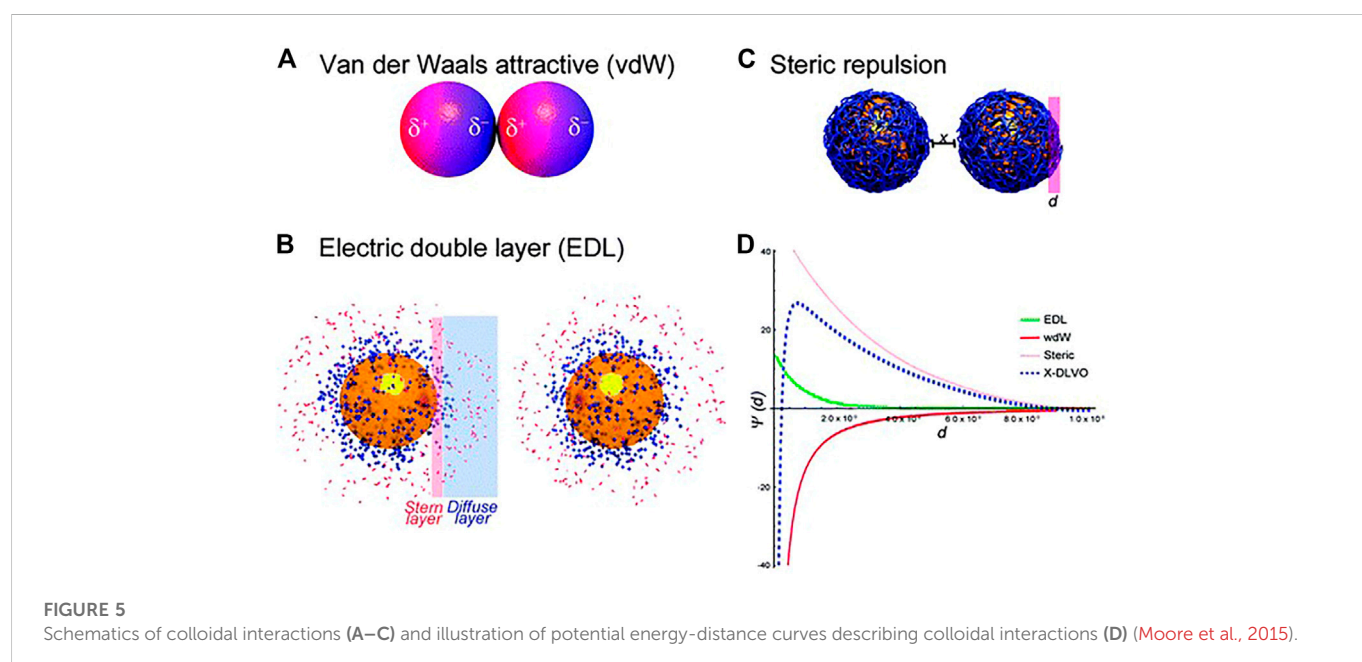 A Van der Waals attractive (vdW)
δ+ δ− δ+ δ−
C Steric repulsion
x
d
B Electric double layer (EDL)
Stern Diffuse
layer layer
D
40
20
-20
-40
Ψ (d)
d
EDL
wdW
Steric
X-DLVO
FIGURE 5
Schematics of colloidal interactions (A–C) and illustration of potential energy-distance curves describing colloidal interactions (D) (Moore et al., 2015).